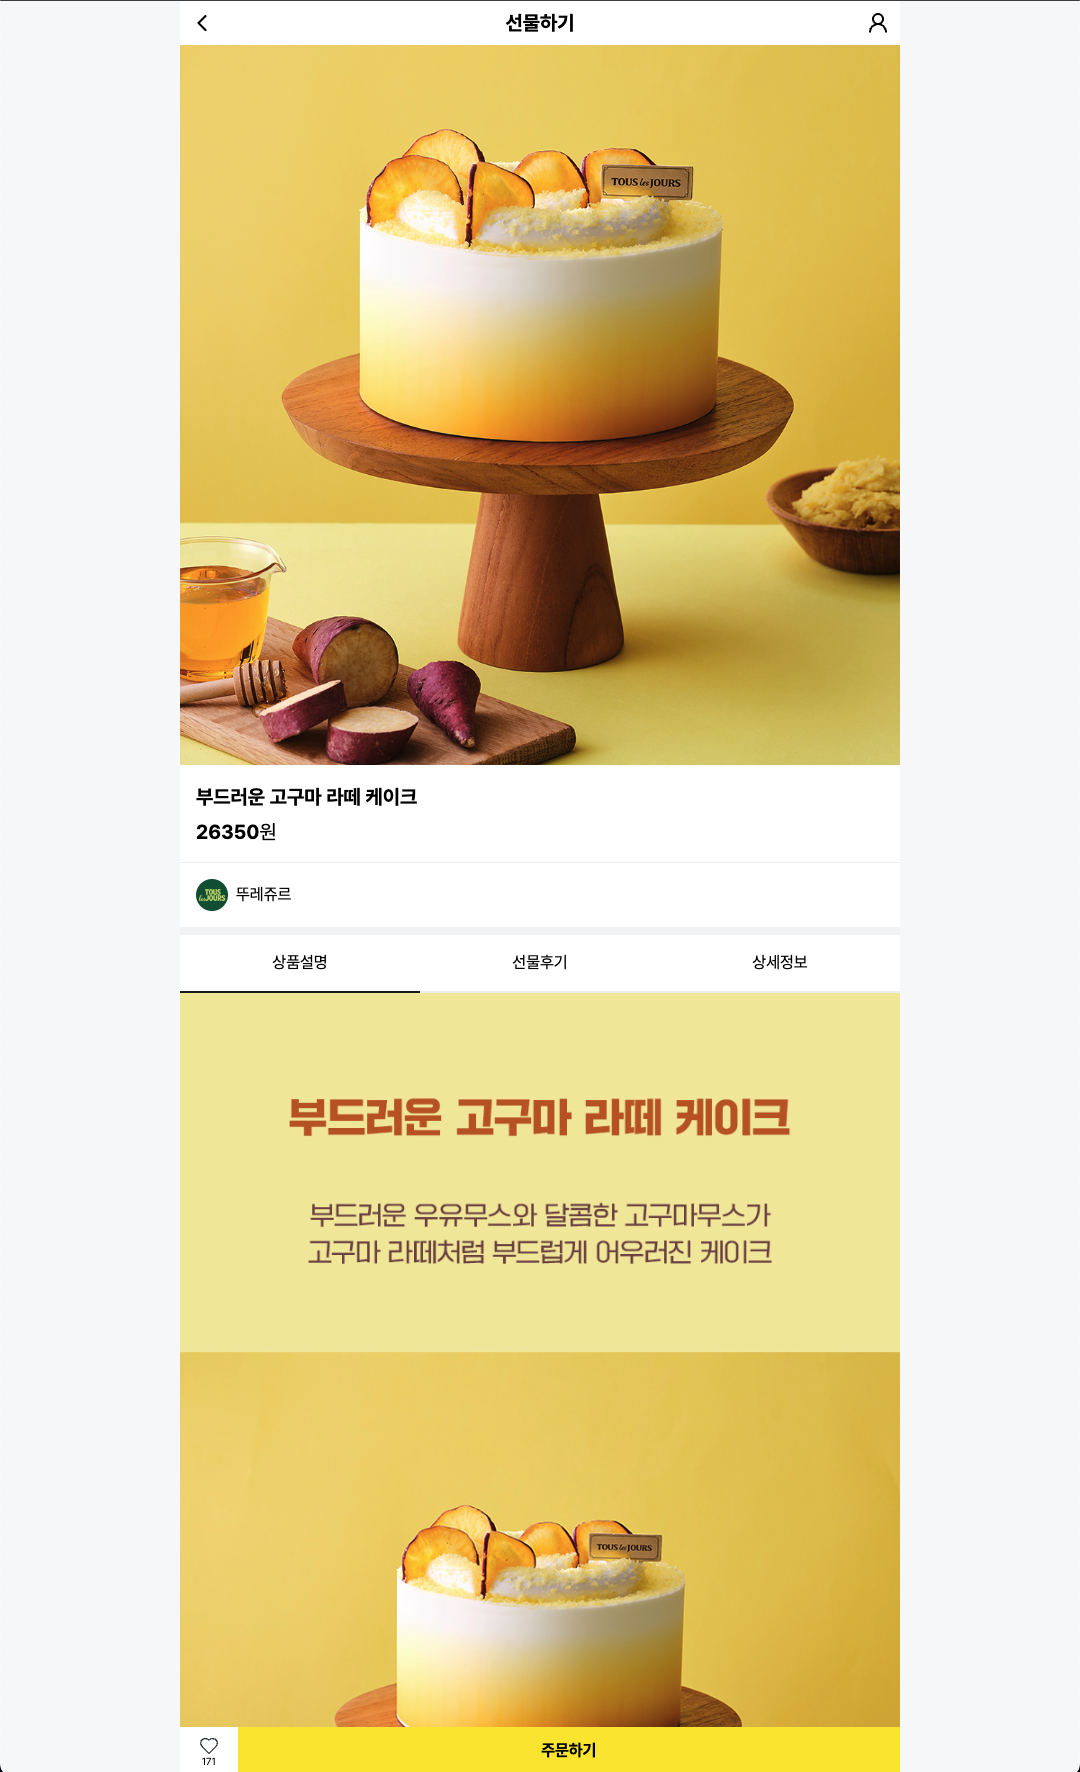 선물하기
TOUS les JOURS
부드러운 고구마 라떼 케이크
26350원
TOUS
les JOURS
뚜레쥬르
상품설명
선물후기
상세정보
부드러운 고구마 라떼 케이크
부드러운 우유무스와 달콤한 고구마무스가
고구마 라떼처럼 부드럽게 어우러진 케이크
TOUS les JOURS
171
주문하기